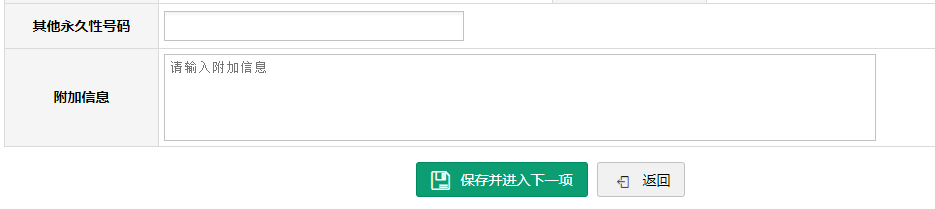 其他永久性号码
请输入附加信息
附加信息
保存并进入下一项
返回